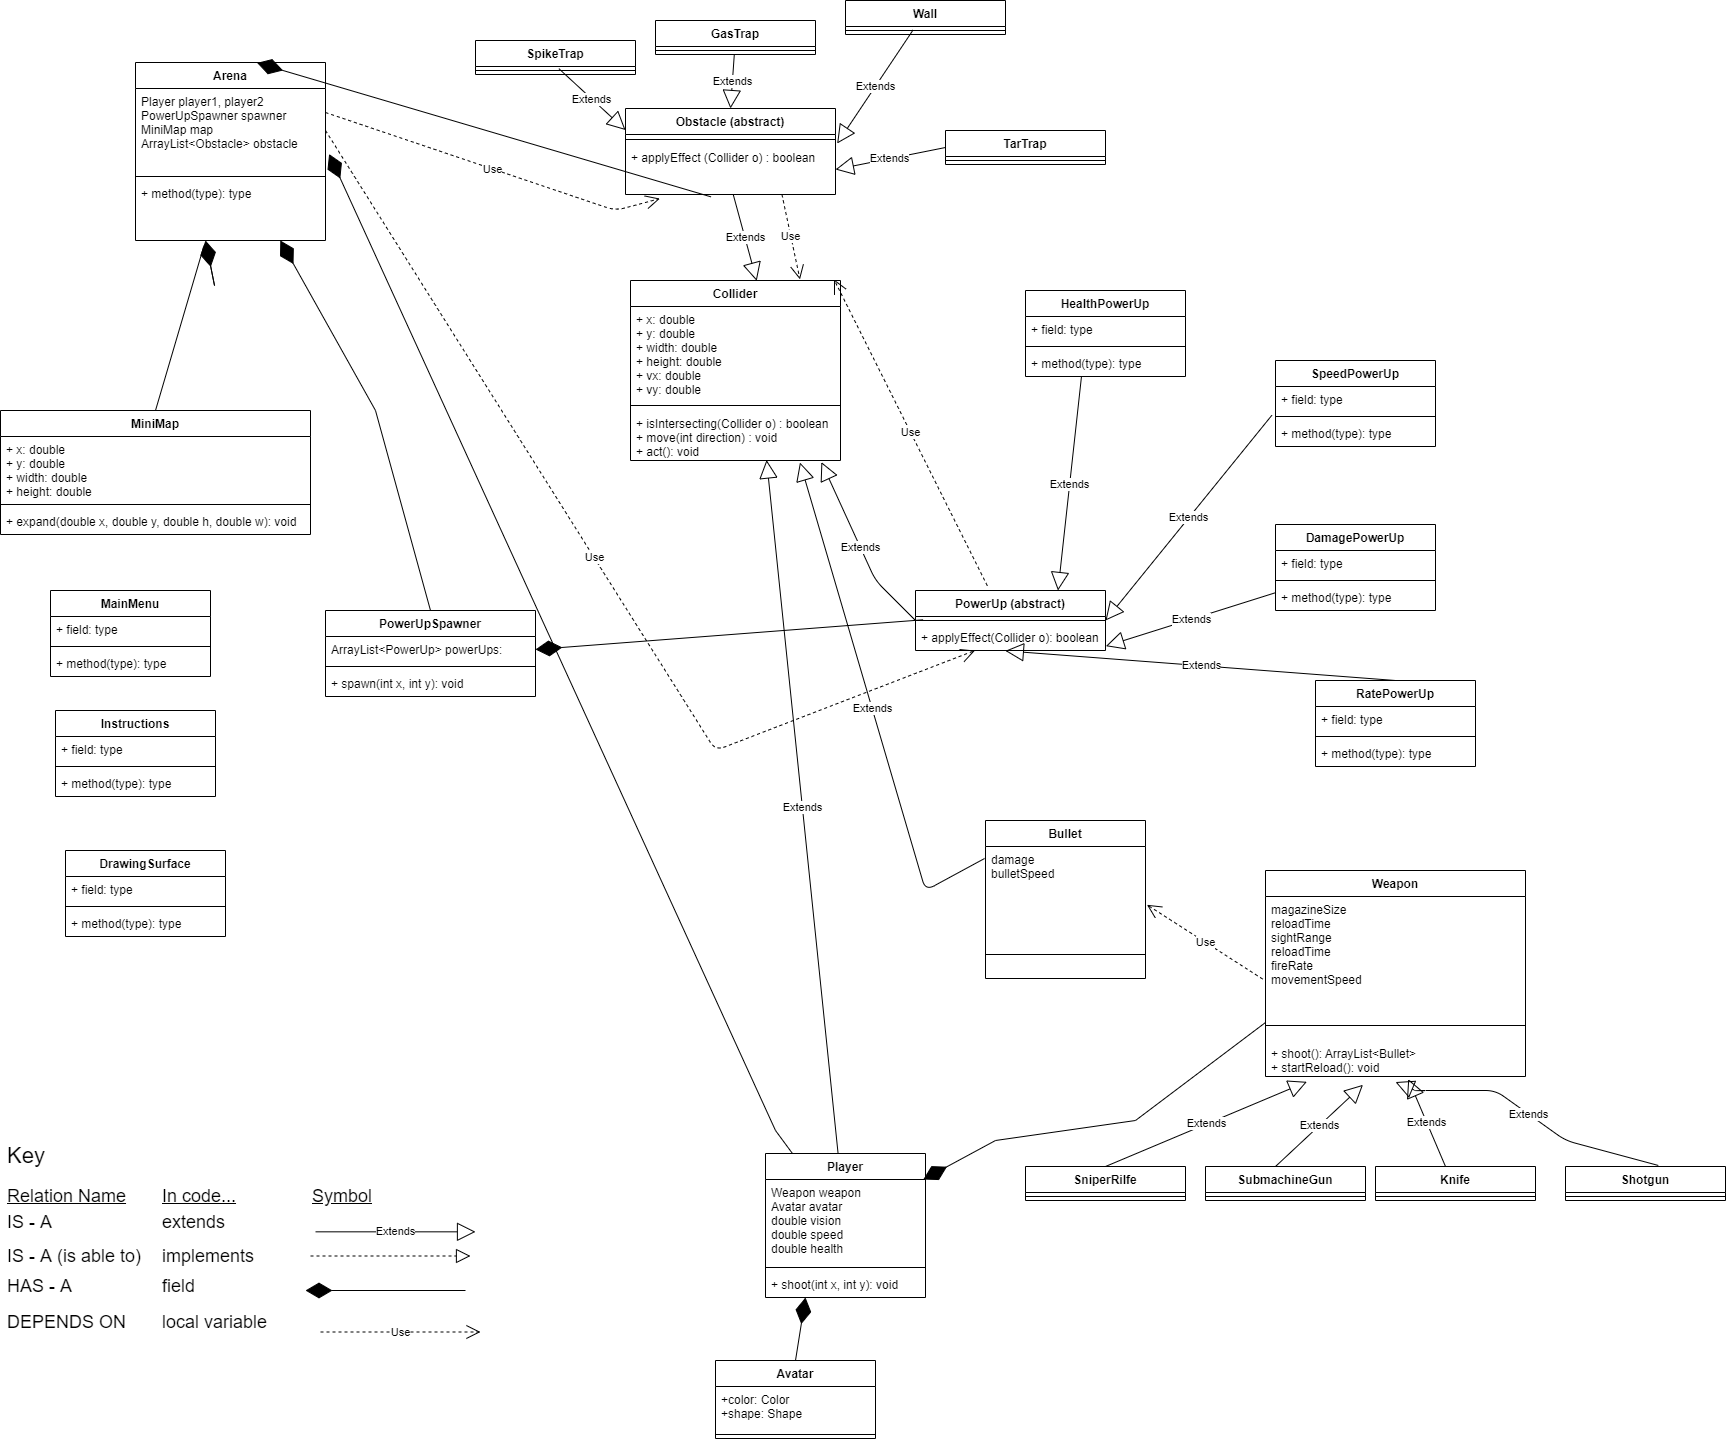 Wall
GasTrap
SpikeTrap
Arena
Player player1, player2
PowerUpSpawner spawner
MiniMap map
ArrayList<Obstacle> obstacle
+ method(type): type
Extends
Extends
Extends
Obstacle (abstract)
+ applyEffect (Collider o) : boolean
TarTrap
Extends
Use
Extends
Use
Collider
+ x: double
+ y: double
+ width: double
+ height: double
+ vx: double
+ vy: double
+ isIntersecting(Collider o) : boolean
+ move(int direction) : void
+ act(): void
HealthPowerUp
+ field: type
+ method(type): type
SpeedPowerUp
+ field: type
+ method(type): type
MiniMap
+ x: double
+ y: double
+ width: double
+ height: double
+ expand(double x, double y, double h, double w): void
Use
Extends
Extends
DamagePowerUp
+ field: type
+ method(type): type
Use
Extends
MainMenu
+ field: type
+ method(type): type
PowerUpSpawner
ArrayList<PowerUp> powerUps:
+ spawn(int x, int y): void
PowerUp (abstract)
+ applyEffect(Collider o): boolean
Extends
Extends
RatePowerUp
+ field: type
+ method(type): type
Instructions
+ field: type
+ method(type): type
Extends
Extends
DrawingSurface
+ field: type
+ method(type): type
Bullet
damage
bulletSpeed
Use
Weapon
magazineSize
reloadTime
sightRange
reloadTime
fireRate
movementSpeed
+ shoot(): ArrayList<Bullet>
+ startReload(): void
Extends
Extends
Extends
Extends
SniperRilfe
SubmachineGun
Knife
Shotgun
Player
Weapon weapon
Avatar avatar
double vision
double speed
double health
+ shoot(int x, int y): void
Avatar
+color: Color
+shape: Shape
Key
Relation Name In code... Symbol
IS - A extends Extends
IS - A (is able to) implements
HAS - A field
DEPENDS ON local variable Use